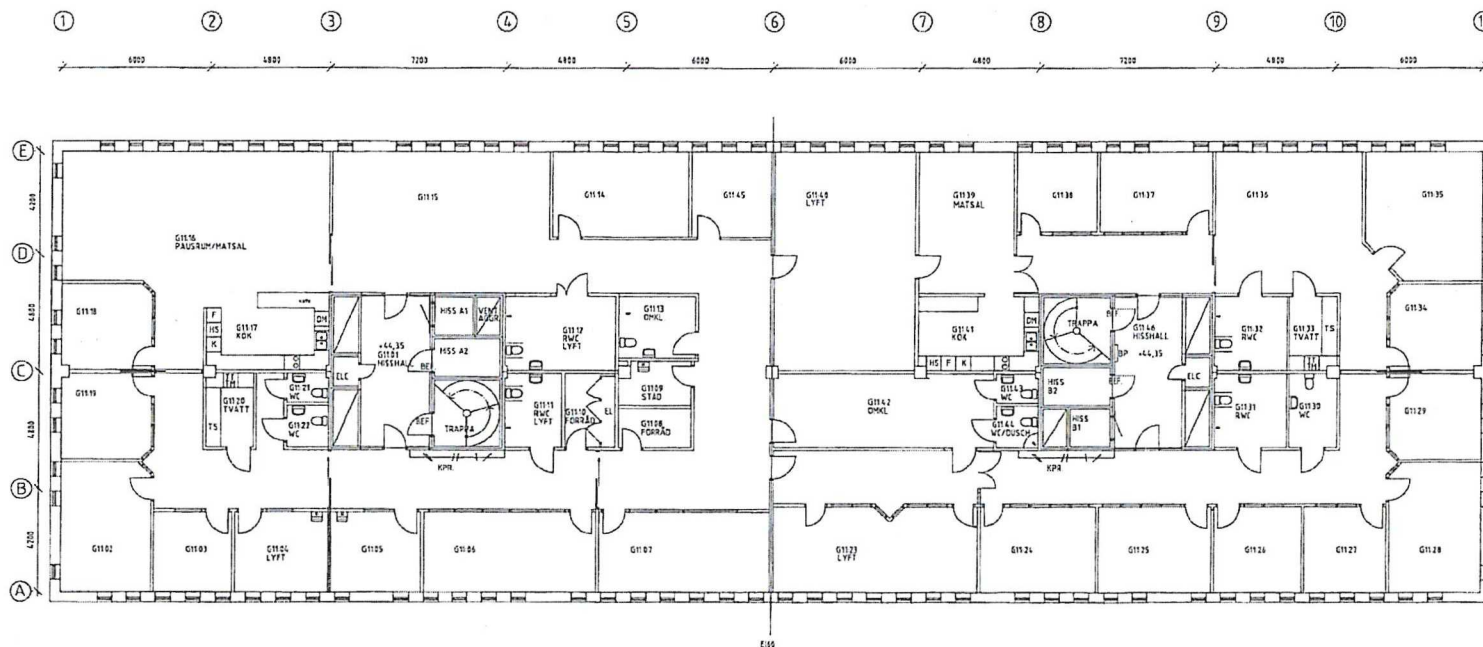 1 2 3 4 5 6 7 8 9 10
6000 4800 7200 4800 6000 6000 4800 7200 4800 6000
E
D
C
B
A
4200
4800
4800
4200
G11.16
PAUSRUM/MATSAL
G11.15
G11.14
G11.45
G11.40
LYFT
G11.39
MATSAL
G11.38
G11.37
G11.36
G11.35
G11.18
F
HS
K
G11.17
KÖK
DM
+44,35
G11.01
HISSHALL
HISS A1
HISS A2
BEF
G11.12
RWC
LYFT
G11.13
OMKL
G11.41
KÖK
HS F K
DM
TRAPPA
BEF
G11.46
HISSHALL
+44,35
BP
G11.32
RWC
G11.33
TVATT
TS
TM
G11.34
G11.19
G11.20
TVATT
TM
TS
G11.21
WC
G11.22
WC
ELC
BEF
TRAPPA
KPR
G11.11
RWC
LYFT
G11.10
FÖRRÅD
EL
G11.09
STÄD
G11.08
FÖRRÅD
G11.42
OMKL
G11.43
WC
G11.44
WC/DUSCH
HISS
B2
HISS
B1
BEF
KPR
ELC
G11.31
RWC
G11.30
WC
G11.29
G11.02
G11.03
G11.04
LYFT
G11.05
G11.06
G11.07
G11.23
LYFT
G11.24
G11.25
G11.26
G11.27
G11.28
EI60